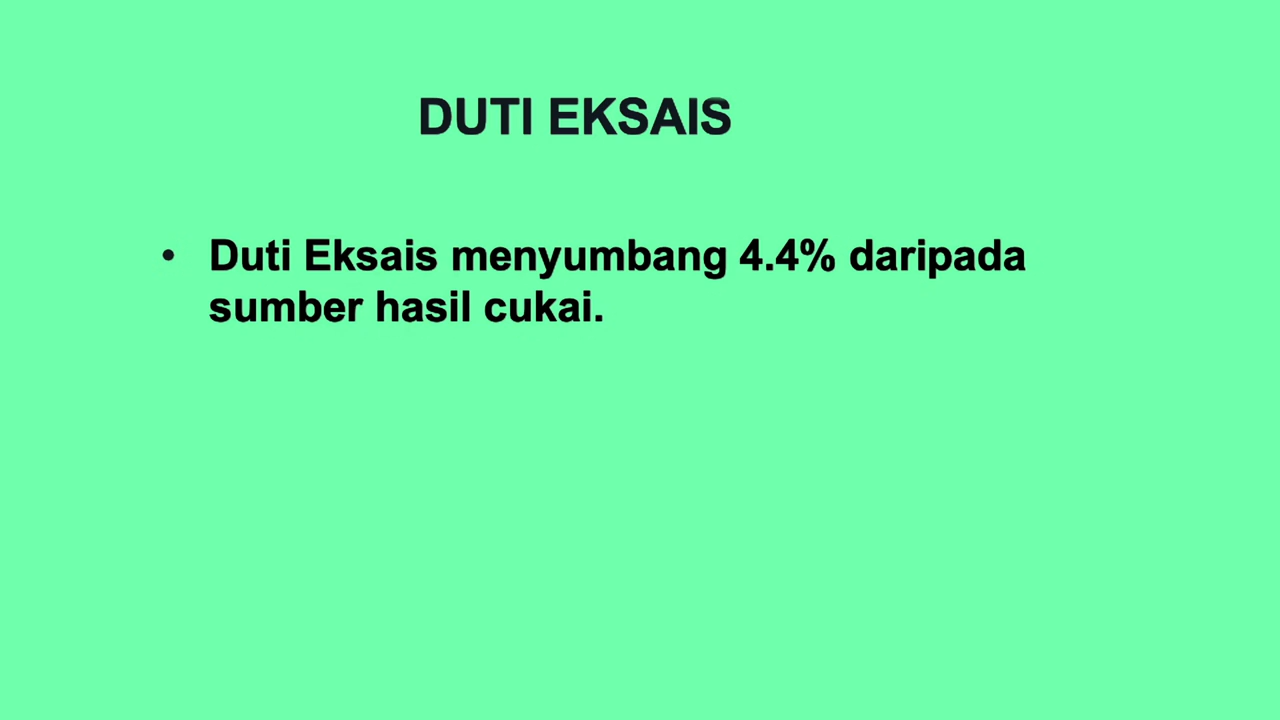 DUTI EKSAIS
• Duti Eksais menyumbang 4.4% daripada
sumber hasil cukai.